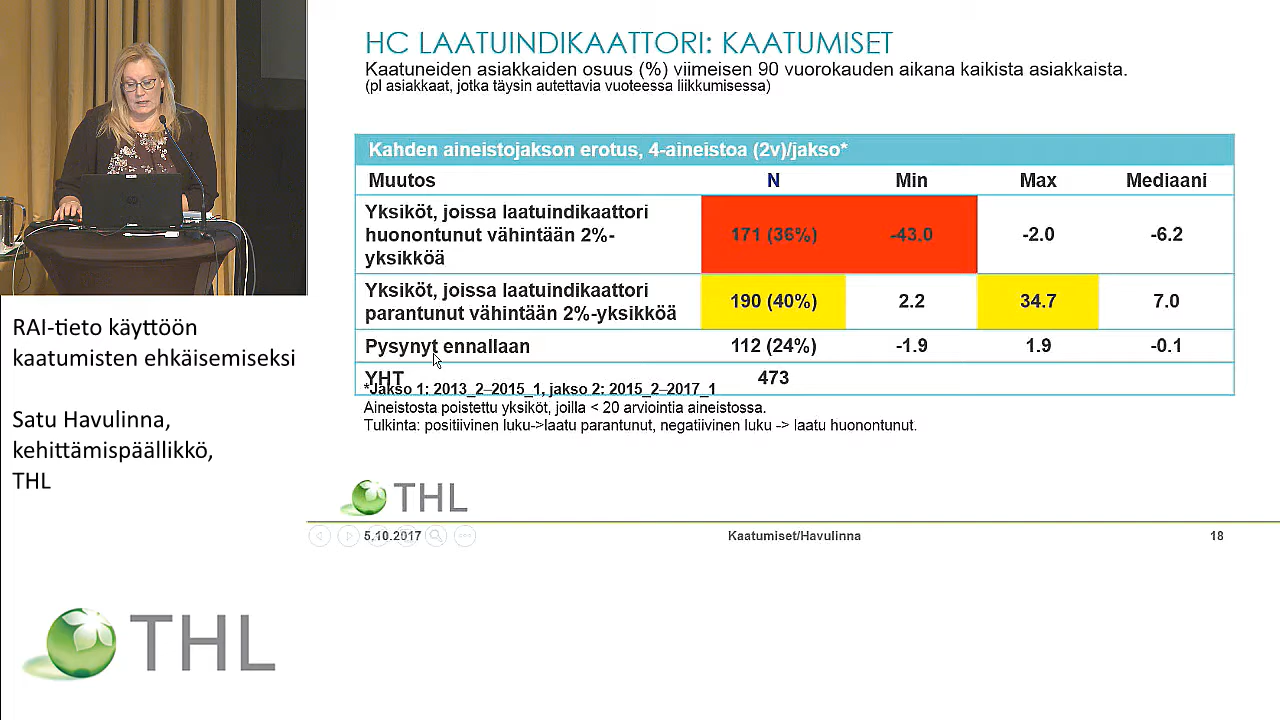 HC LAATUINDIKAATTORI: KAATUMISET
Kaatuneiden asiakkaiden osuus (%) viimeisen 90 vuorokauden aikana kaikista asiakkaista.
(pl asiakkaat, jotka täysin autettavia vuoteessa liikkumisessa)
Kahden aineistojakson erotus, 4-aineistoa (2v)/jakso*
Muutos N Min Max Mediaani
Yksiköt, joissa laatuindikaattori
huonontunut vähintään 2%-
yksikköä
171 (36%) -43.0 -2.0 -6.2
Yksiköt, joissa laatuindikaattori
parantunut vähintään 2%-yksikköä
190 (40%) 2.2 34.7 7.0
Pysynyt ennallaan 112 (24%) -1.9 1.9 -0.1
YHT 473
*Jakso 1: 2013_2–2015_1, jakso 2: 2015_2–2017_1
Aineistosta poistettu yksiköt, joilla < 20 arviointia aineistossa.
Tulkinta: positiivinen luku->laatu parantunut, negatiivinen luku -> laatu huonontunut.
THL
5.10.2017 Kaatumiset/Havulinna 18
RAI-tieto käyttöön
kaatumisten ehkäisemiseksi
Satu Havulinna,
kehittämispäällikkö,
THL
THL